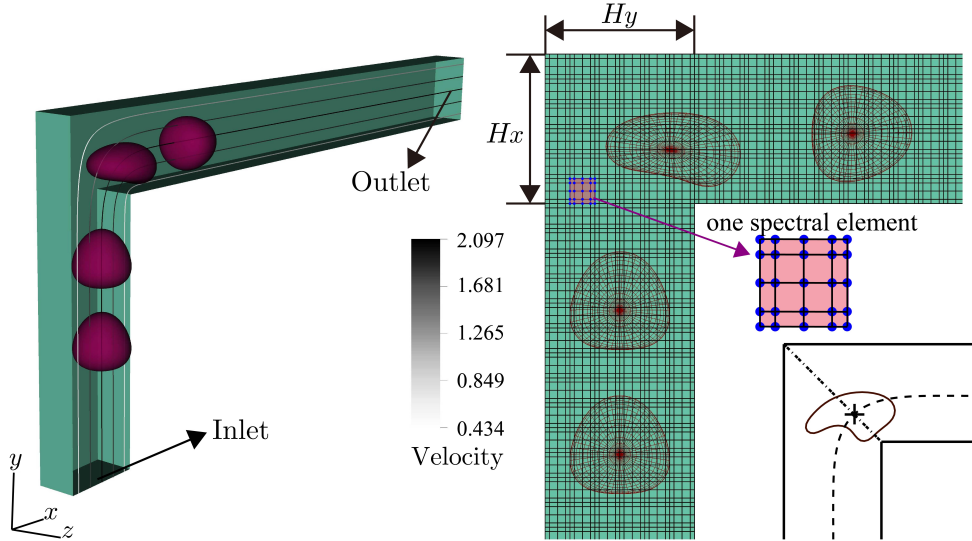 Hy
Hx
Outlet
one spectral element
2.097
1.681
1.265
0.849
0.434
Velocity
Inlet
y
x
z